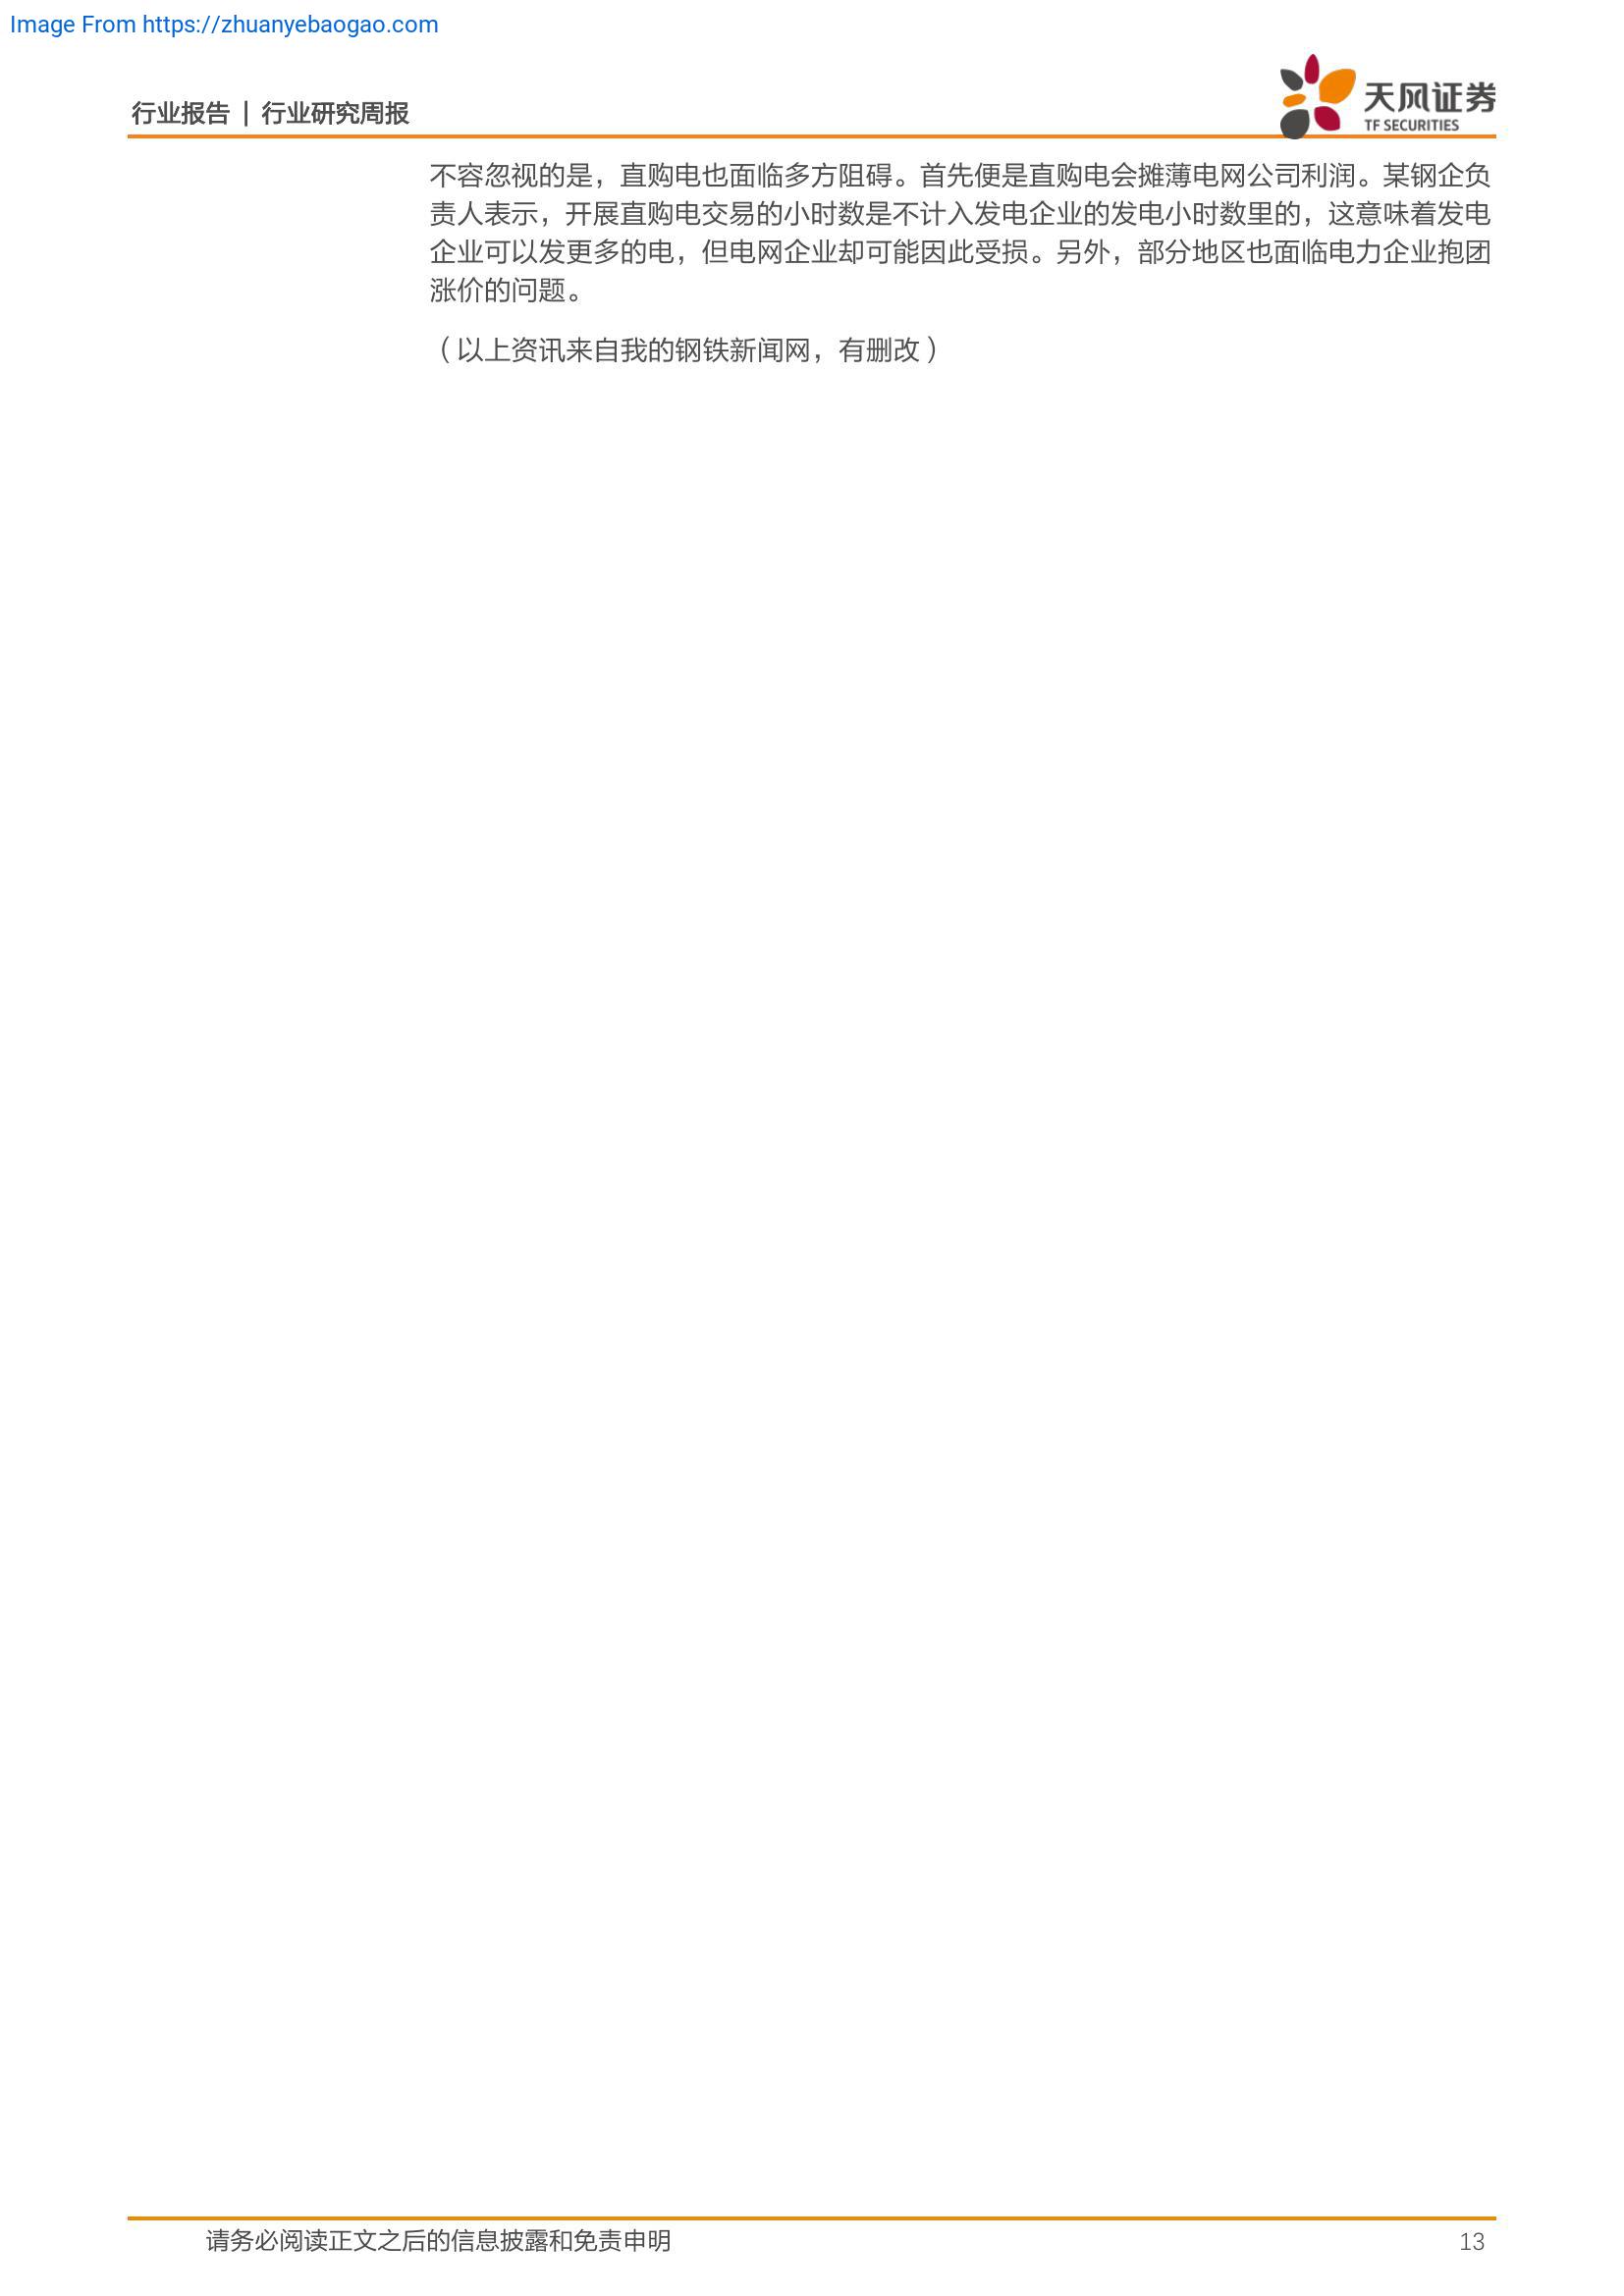 Image From https://zhuanyebaogao.com
行业报告 | 行业研究周报
天风证券
TF SECURITIES
不容忽视的是，直购电也面临多方阻碍。首先便是直购电会摊薄电网公司利润。某钢企负
责人表示，开展直购电交易的小时数是不计入发电企业的发电小时数里的，这意味着发电
企业可以发更多的电，但电网企业却可能因此受损。另外，部分地区也面临电力企业抱团
涨价的问题。
（以上资讯来自我的钢铁新闻网，有删改）
请务必阅读正文之后的信息披露和免责申明
13